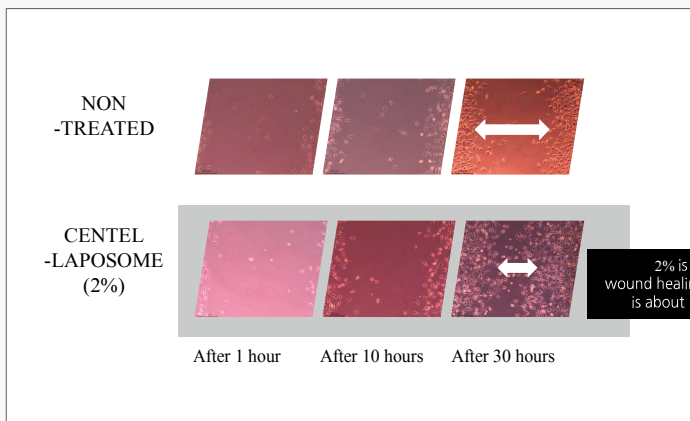 NON
-TREATED
CENTEL
-LAPOSOME
(2%)
2% is
wound healin
is about
After 1 hour
After 10 hours
After 30 hours